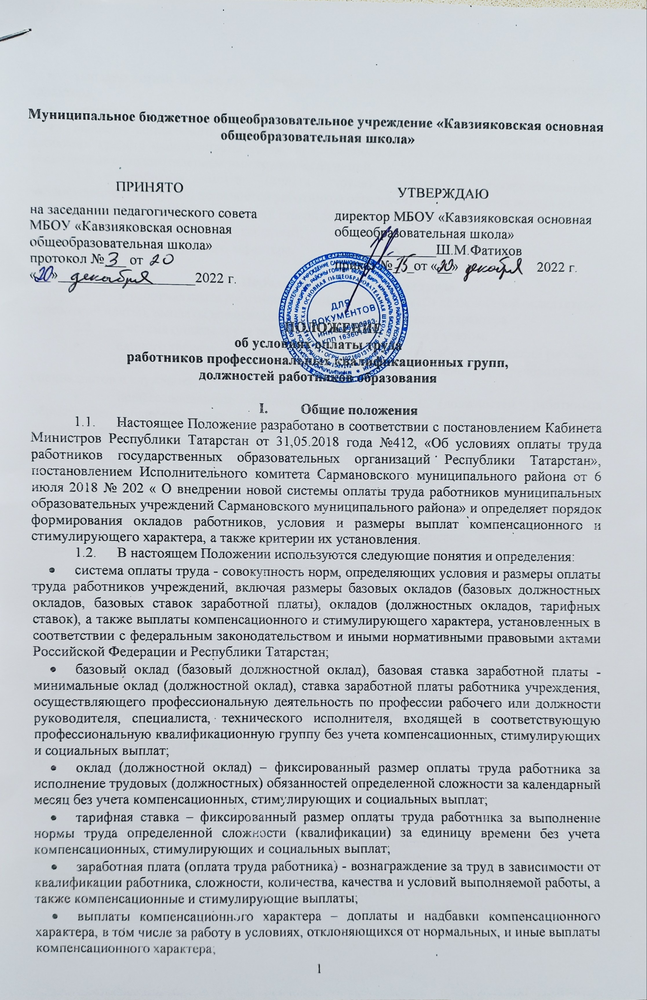 Муниципальное бюджетное общеобразовательное учреждение «Кавзияковская основная
общеобразовательная школа»
ПРИНЯТО
на заседании педагогического совета
МБОУ «Кавзияковская основная
общеобразовательная школа»
протокол № 3 от 20
«20» декабря 2022 г.
УТВЕРЖДАЮ
директор МБОУ «Кавзияковская основная
общеобразовательная школа»
Ш.М.Фатихов
приказ № 75 от «20» декабря 2022 г.
ДЛЯ
ДОКУМЕНТОВ
ПОЛОЖЕНИЕ
об условиях оплаты труда
работников профессиональных квалификационных групп,
должностей работников образования
I. Общие положения
1.1. Настоящее Положение разработано в соответствии с постановлением Кабинета
Министров Республики Татарстан от 31,05.2018 года №412, «Об условиях оплаты труда
работников государственных образовательных организаций Республики Татарстан»,
постановлением Исполнительного комитета Сармановского муниципального района от 6
июля 2018 № 202 « О внедрении новой системы оплаты труда работников муниципальных
образовательных учреждений Сармановского муниципального района» и определяет порядок
формирования окладов работников, условия и размеры выплат компенсационного и
стимулирующего характера, а также критерии их установления.
1.2. В настоящем Положении используются следующие понятия и определения:
• система оплаты труда - совокупность норм, определяющих условия и размеры оплаты
труда работников учреждений, включая размеры базовых окладов (базовых должностных
окладов, базовых ставок заработной платы), окладов (должностных окладов, тарифных
ставок), а также выплаты компенсационного и стимулирующего характера, установленных в
соответствии с федеральным законодательством и иными нормативными правовыми актами
Российской Федерации и Республики Татарстан;
• базовый оклад (базовый должностной оклад), базовая ставка заработной платы -
минимальные оклад (должностной оклад), ставка заработной платы работника учреждения,
осуществляющего профессиональную деятельность по профессии рабочего или должности
руководителя, специалиста, технического исполнителя, входящей в соответствующую
профессиональную квалификационную группу без учета компенсационных, стимулирующих
и социальных выплат;
• оклад (должностной оклад) – фиксированный размер оплаты труда работника за
исполнение трудовых (должностных) обязанностей определенной сложности за календарный
месяц без учета компенсационных, стимулирующих и социальных выплат;
• тарифная ставка – фиксированный размер оплаты труда работника за выполнение
нормы труда определенной сложности (квалификации) за единицу времени без учета
компенсационных, стимулирующих и социальных выплат;
• заработная плата (оплата труда работника) - вознаграждение за труд в зависимости от
квалификации работника, сложности, количества, качества и условий выполняемой работы, а
также компенсационные и стимулирующие выплаты;
• выплаты компенсационного характера – доплаты и надбавки компенсационного
характера, в том числе за работу в условиях, отклоняющихся от нормальных, и иные выплаты
компенсационного характера;
1